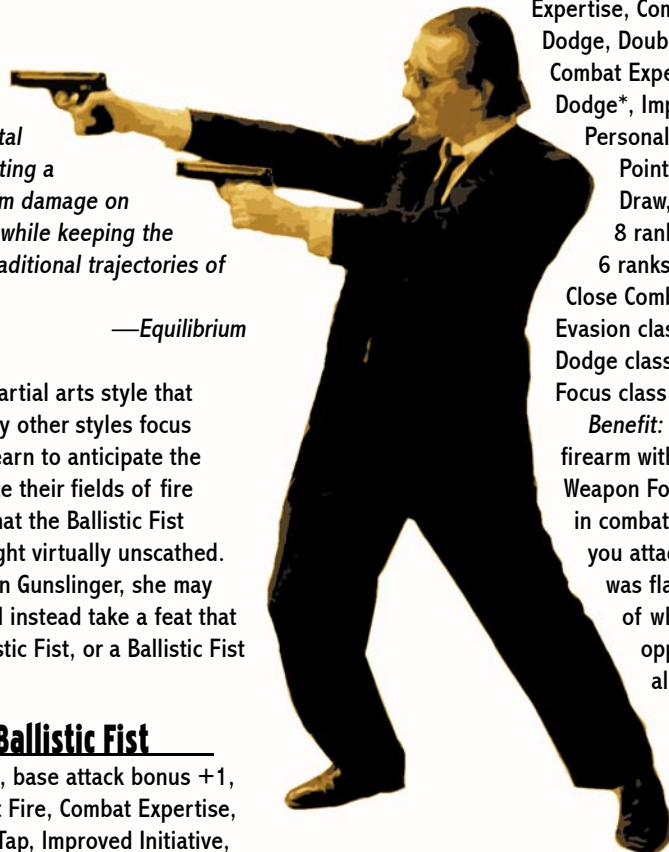 tal
ting a
m damage on
while keeping the
aditional trajectories of
—Equilibrium
artial arts style that
y other styles focus
earn to anticipate the
e their fields of fire
hat the Ballistic Fist
ght virtually unscathed.
n Gunslinger, she may
l instead take a feat that
stic Fist, or a Ballistic Fist
Ballistic Fist
, base attack bonus +1,
t Fire, Combat Expertise,
Tap, Improved Initiative,
Expertise, Com
Dodge, Doub
Combat Expe
Dodge*, Imp
Personal
Point
Draw,
8 ranl
6 ranks
Close Comb
Evasion clas
Dodge class
Focus class
Benefit:
firearm with
Weapon Fo
in combat
you attac
was fla
of wh
opp
al